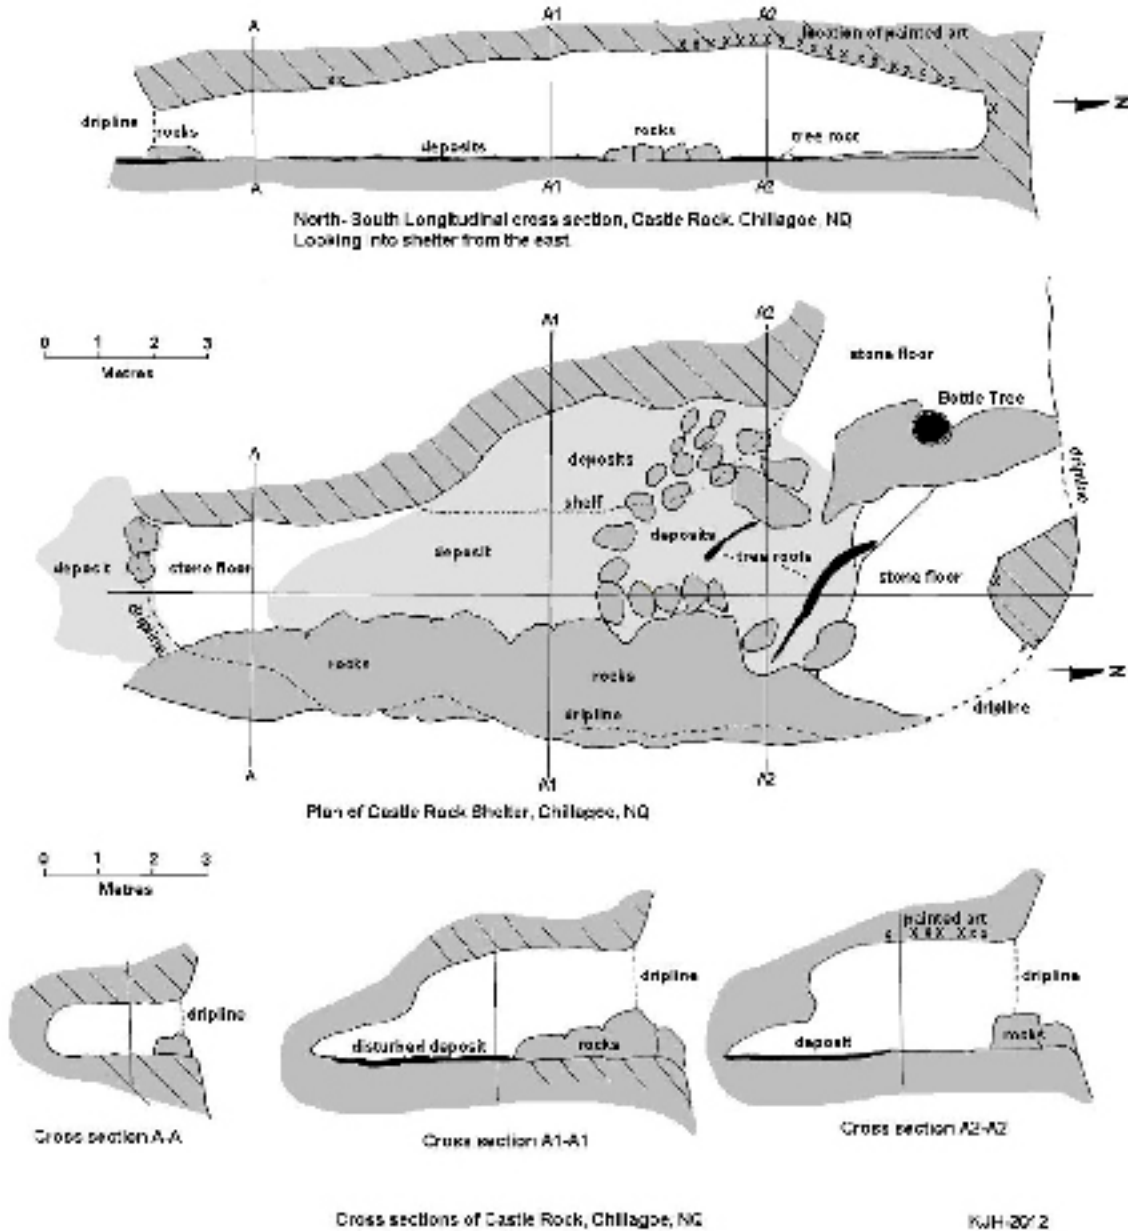 A A1 A2
location of painted art
x x
x x x x x x x x x x x x x x x x x x x x
x
N
dripline
rocks
deposits
rocks
tree root
A A1 A2
North-South Longitudinal cross section, Castle Rock, Chillagoe, NQ
Looking into shelter from the east.
0 1 2 3
Metres
A1 A2
stone floor
Bottle Tree
A
deposits
dripline
shelf
deposit stone floor
deposit
deposits
tree roots
stone floor
dripline
rocks
rocks
N
dripline
dripline
A A1 A2
Plan of Castle Rock Shelter, Chillagoe, NQ
0 1 2 3
Metres
painted art
x x x x x x x
dripline
dripline
dripline
disturbed deposit
rocks
deposit
rocks
Cross section A-A
Cross section A1-A1
Cross section A2-A2
Cross sections of Castle Rock, Chillagoe, NQ
KJH-2012